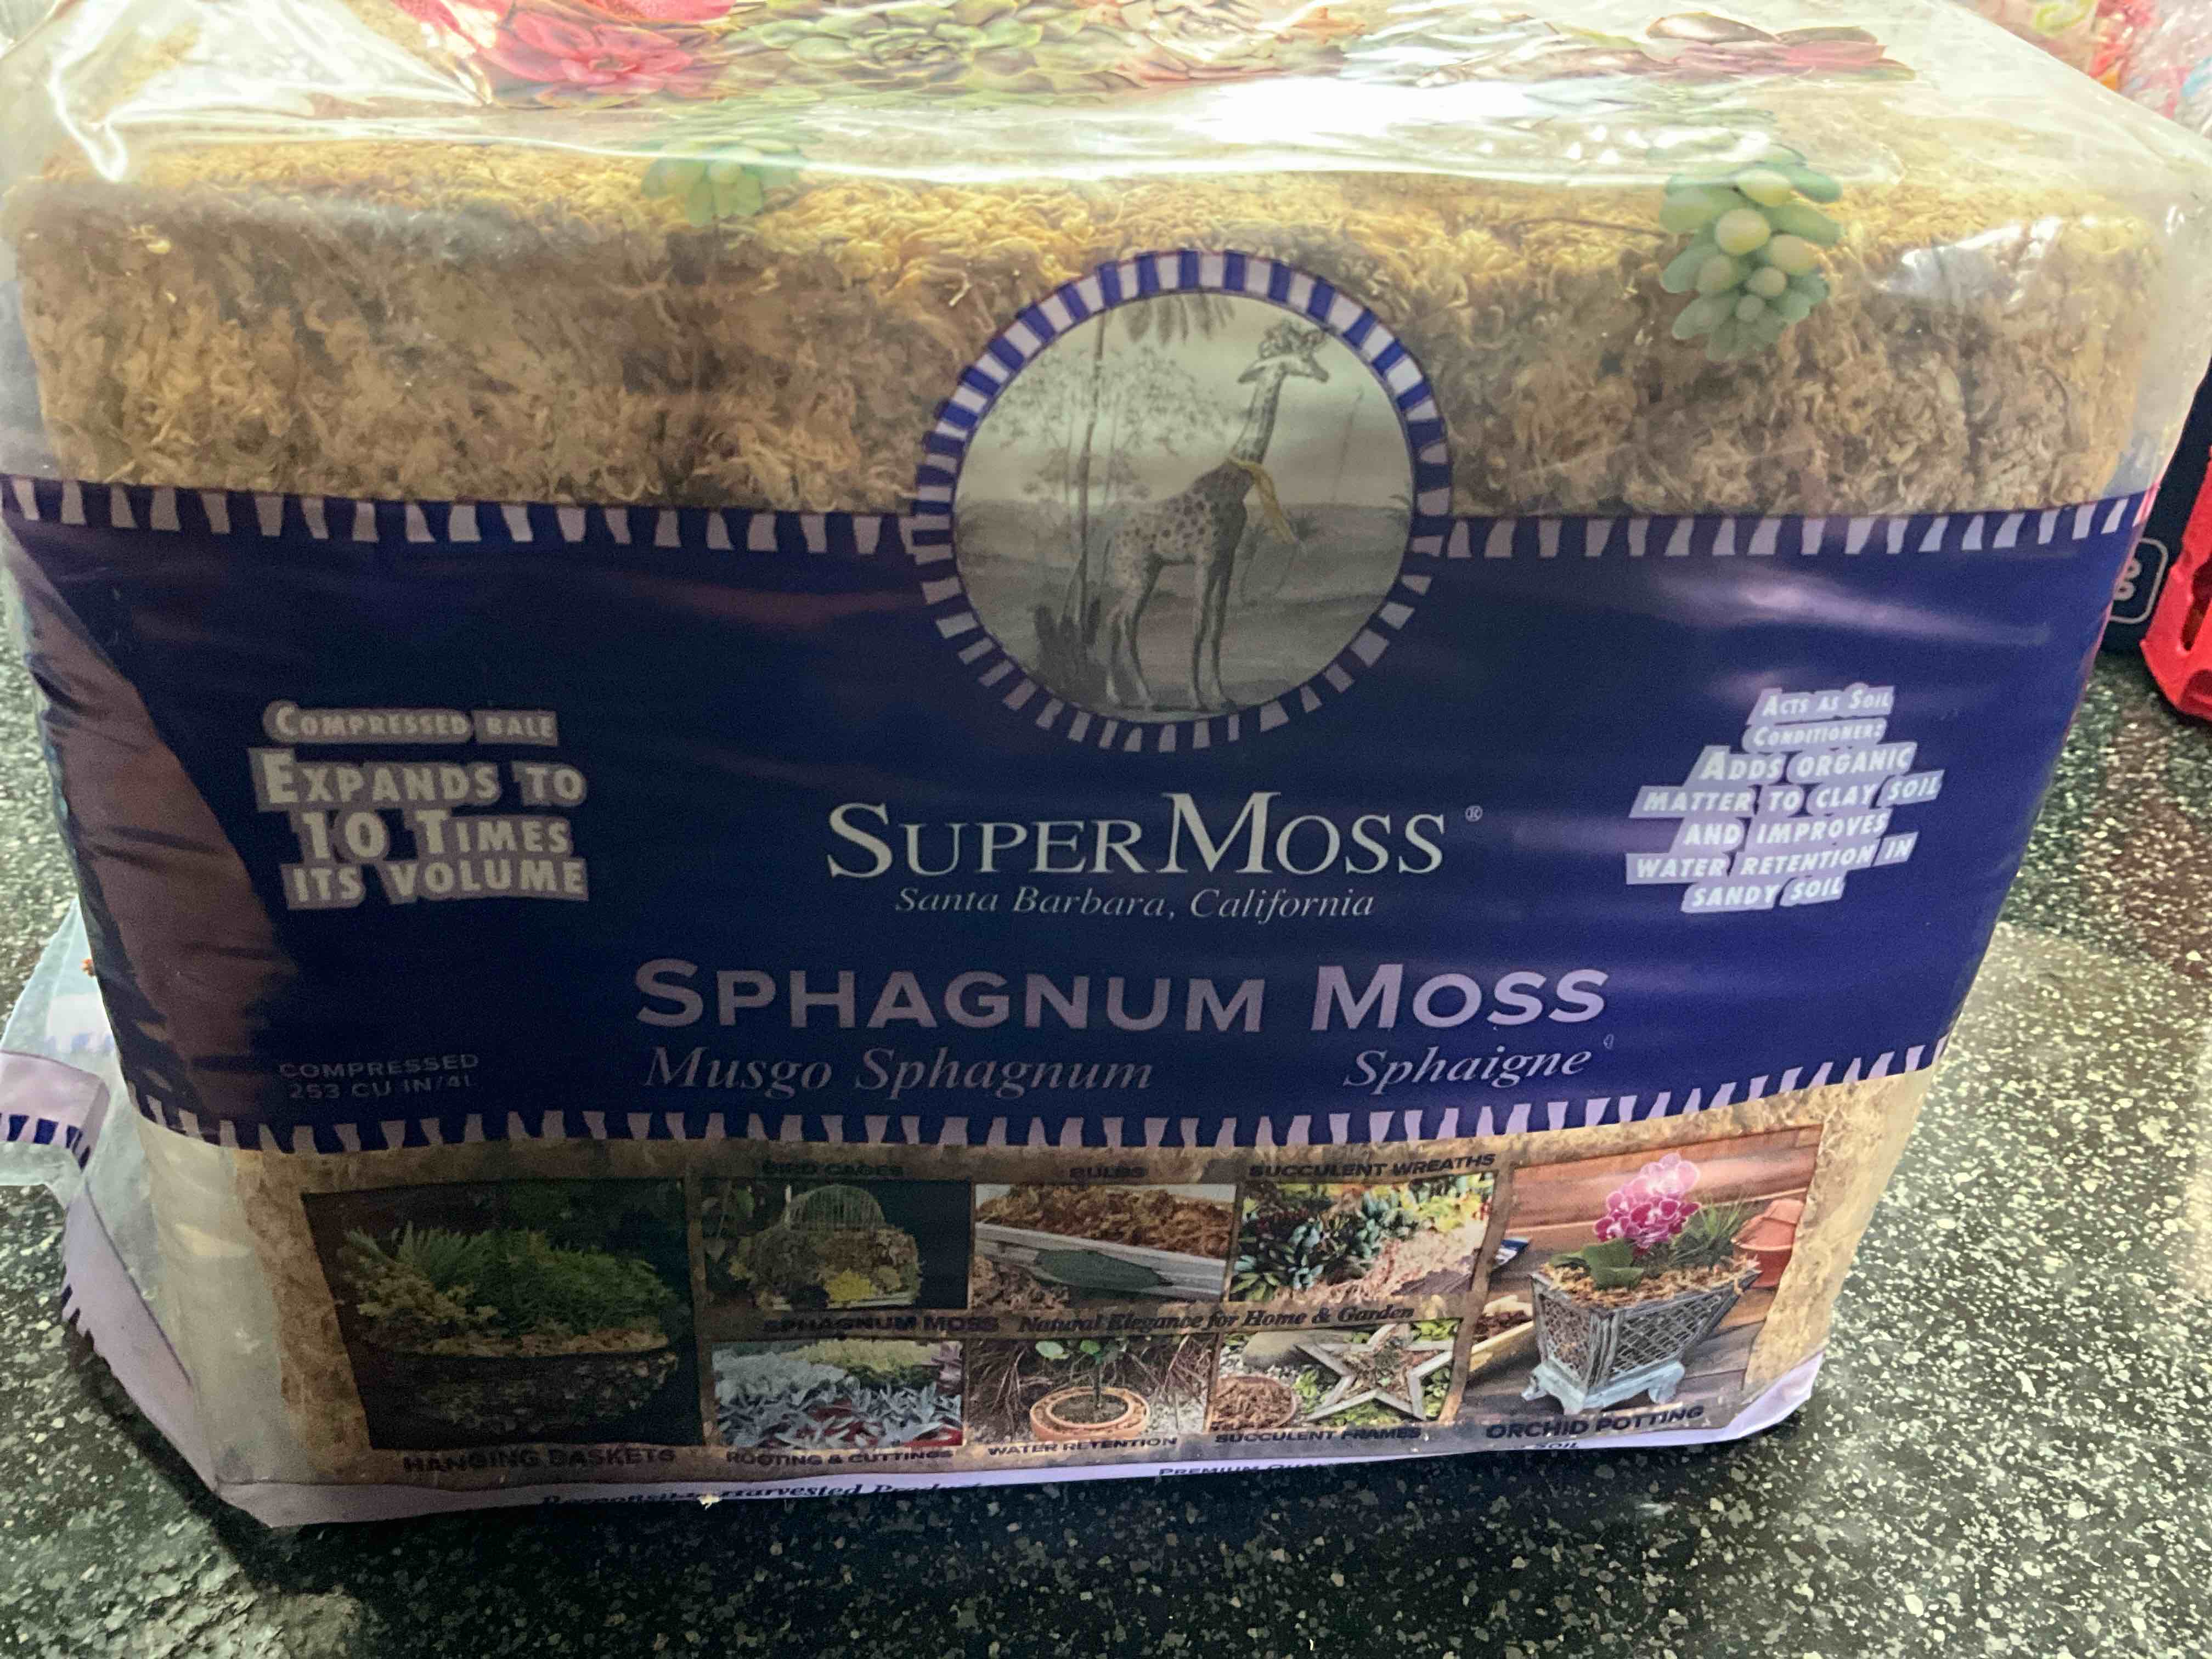 COMPRESSED BALE
EXPANDS TO
10 TIMES
ITS VOLUME
ACTS AS SOIL
CONDITIONER:
ADDS ORGANIC
MATTER TO CLAY SOIL
AND IMPROVES
WATER RETENTION IN
SANDY SOIL
SUPERMOSS®
Santa Barbara, California
SPHAGNUM MOSS
Musgo Sphagnum Sphaigne
COMPRESSED
253 CU IN/4L
BIRD CAGES BULBS SUCCULENT WREATHS
SPHAGNUM MOSS Natural Elegance for Home & Garden
HANGING BASKETS ROOTING & CUTTINGS WATER RETENTION SUCCULENT FRAMES ORCHID POTTING
Harvested
PREMIUM
SOIL